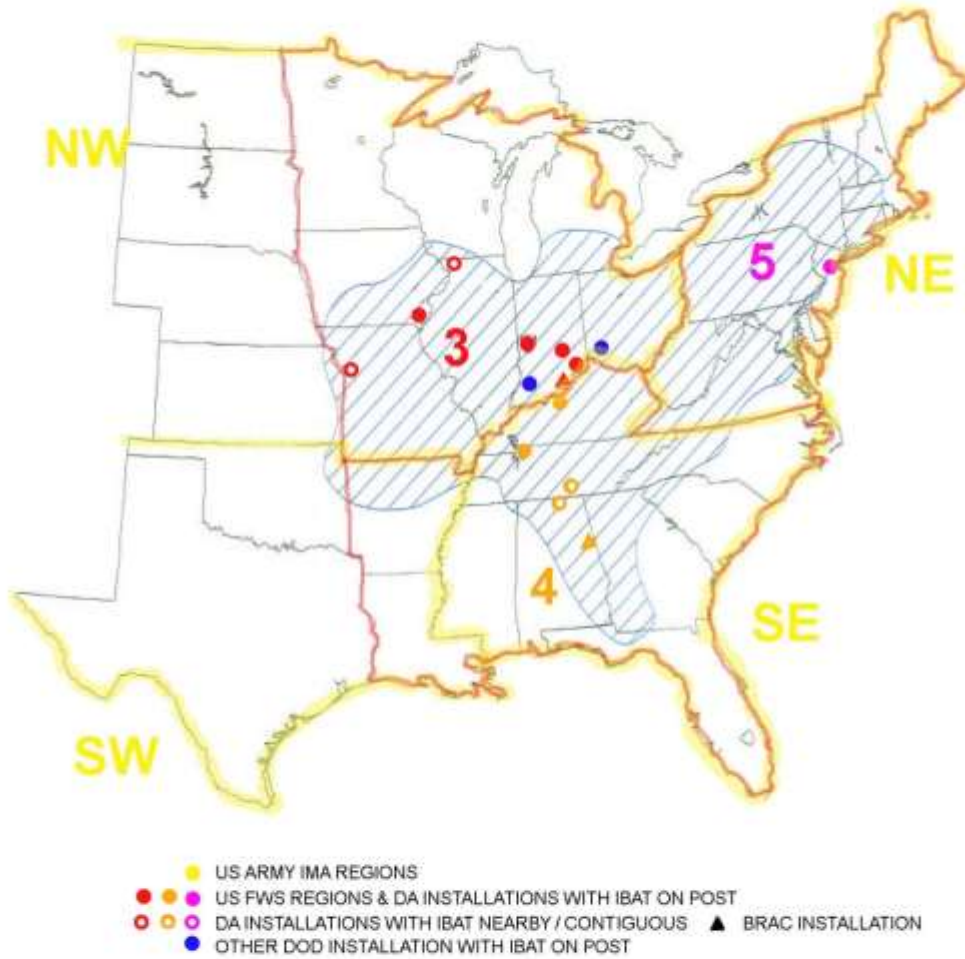 NW
5
NE
3
4
SE
SW
US ARMY IMA REGIONS
US FWS REGIONS & DA INSTALLATIONS WITH IBAT ON POST
DA INSTALLATIONS WITH IBAT NEARBY / CONTIGUOUS BRAC INSTALLATION
OTHER DOD INSTALLATION WITH IBAT ON POST